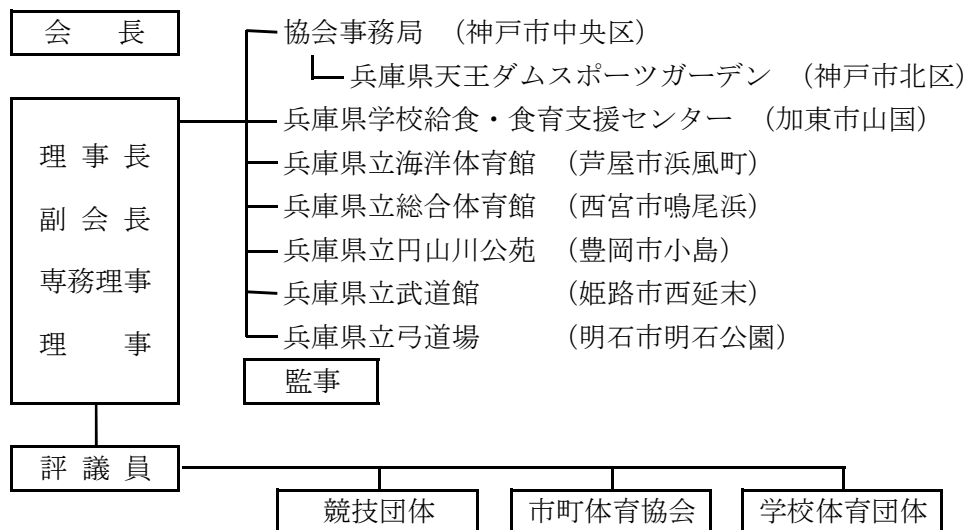 会　長
協会事務局　（神戸市中央区）
兵庫県天王ダムスポーツガーデン　（神戸市北区）
兵庫県学校給食・食育支援センター　（加東市山国）
理 事 長
兵庫県立海洋体育館　（芦屋市浜風町）
副 会 長
兵庫県立総合体育館　（西宮市鳴尾浜）
兵庫県立円山川公苑　（豊岡市小島）
専務理事
兵庫県立武道館　（姫路市西延末）
理　事
兵庫県立弓道場　（明石市明石公園）
監事
評 議 員
競技団体　市町体育協会　学校体育団体